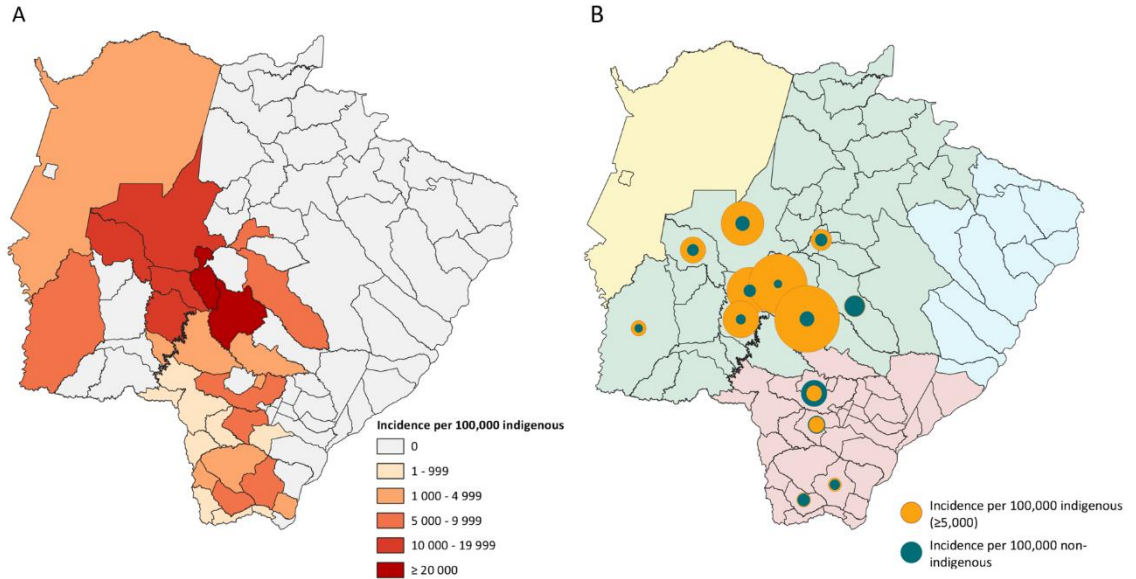 A
B
Incidence per 100,000 indigenous
0
1 - 999
1 000 - 4 999
5 000 - 9 999
10 000 - 19 999
≥ 20 000
Incidence per 100,000 indigenous
(≥5,000)
Incidence per 100,000 non-
indigenous